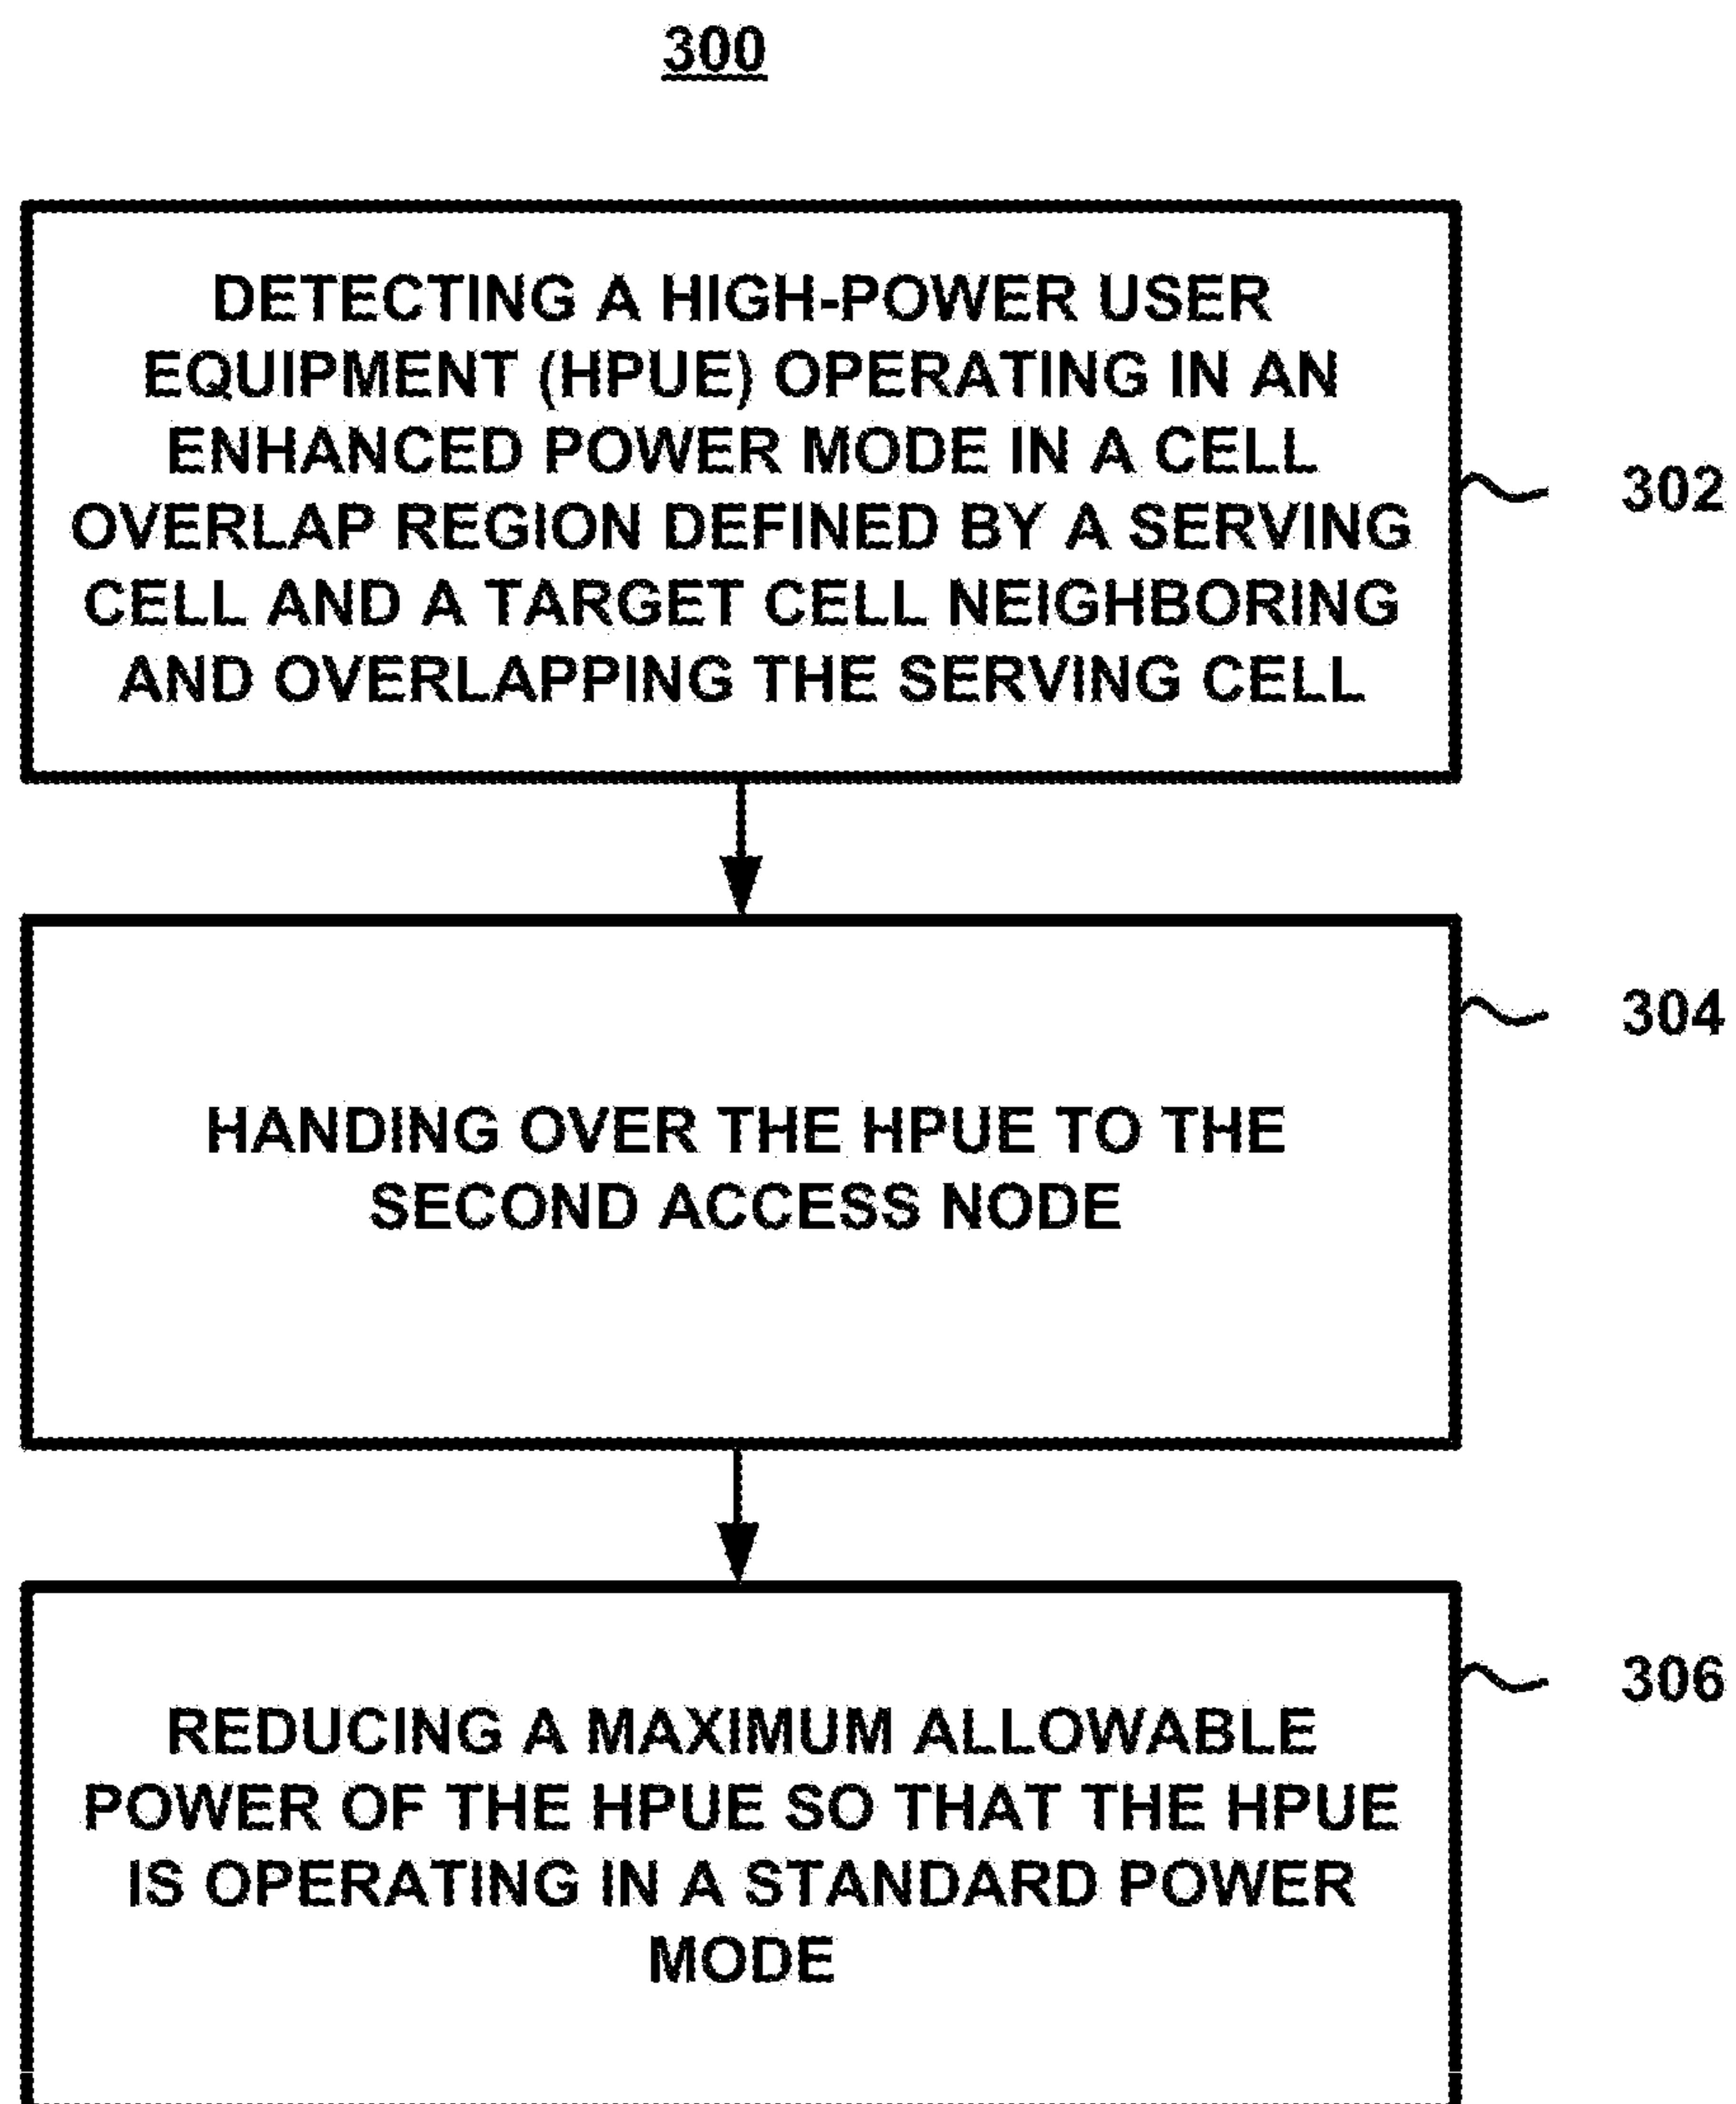 300
DETECTING A HIGH-POWER USER
EQUIPMENT (HPUE) OPERATING IN AN
ENHANCED POWER MODE IN A CELL
OVERLAP REGION DEFINED BY A SERVING
CELL AND A TARGET CELL NEIGHBORING
AND OVERLAPPING THE SERVING CELL
302
304
HANDING OVER THE HPUE TO THE
SECOND ACCESS NODE
306
REDUCING A MAXIMUM ALLOWABLE
POWER OF THE HPUE SO THAT THE HPUE
IS OPERATING IN A STANDARD POWER
MODE